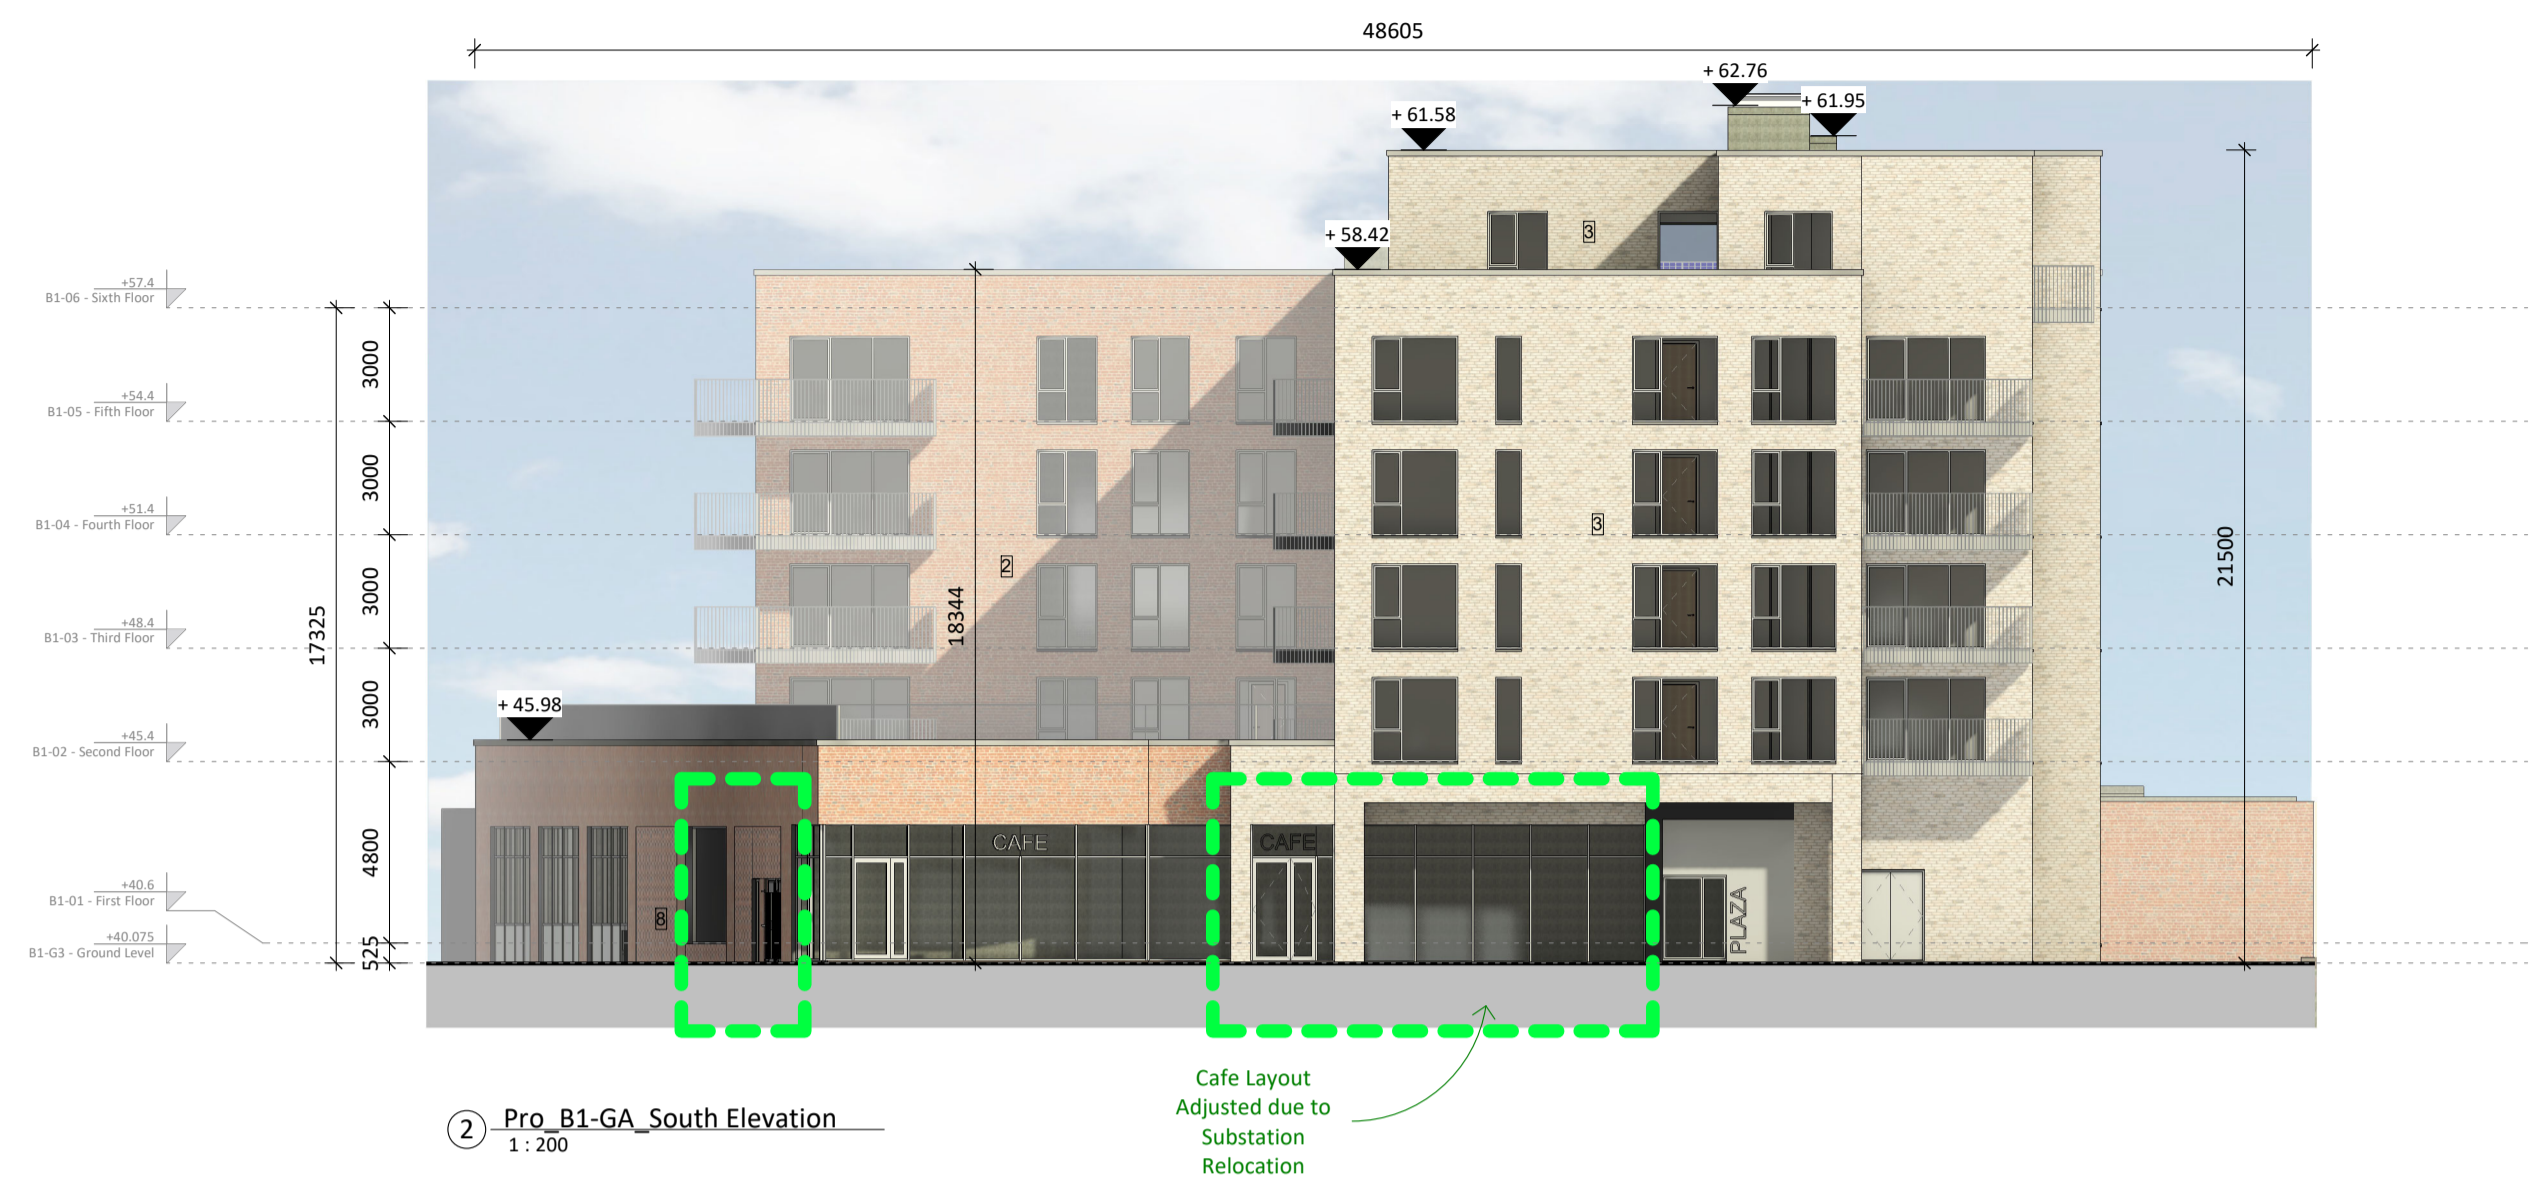 48605
+ 62.76
+ 61.95
+ 61.58
+ 58.42
3
+57.4
B1-06 - Sixth Floor
3000
+54.4
B1-05 - Fifth Floor
3000
+51.4
B1-04 - Fourth Floor
3
21500
2
3000
18344
17325
+48.4
B1-03 - Third Floor
3000
+ 45.98
+45.4
B1-02 - Second Floor
CAFE
CAFE
4800
+40.6
B1-01 - First Floor
8
PLAZA
+40.075
B1-G3 - Ground Level
525
Cafe Layout
Adjusted due to
Substation
Relocation
2
Pro_B1-GA_South Elevation
1 : 200